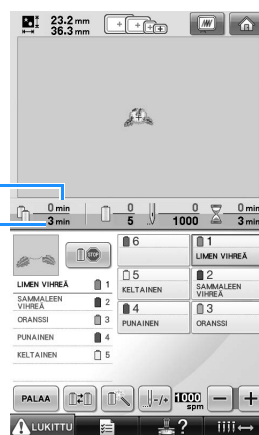 23.2 mm
36.3 mm
0 min 0 0 0 min
3 min 5 1000 3 min
6 1
LIMEN VIHREÄ
5 2
KELTAINEN SAMMALEEN VIHREÄ
4 3
PUNAINEN ORANSSI
LIMEN VIHREÄ 1
SAMMALEEN VIHREÄ 2
ORANSSI 3
PUNAINEN 4
KELTAINEN 5
PALAA -/+ 1000 spm - +
LUKITTU ?